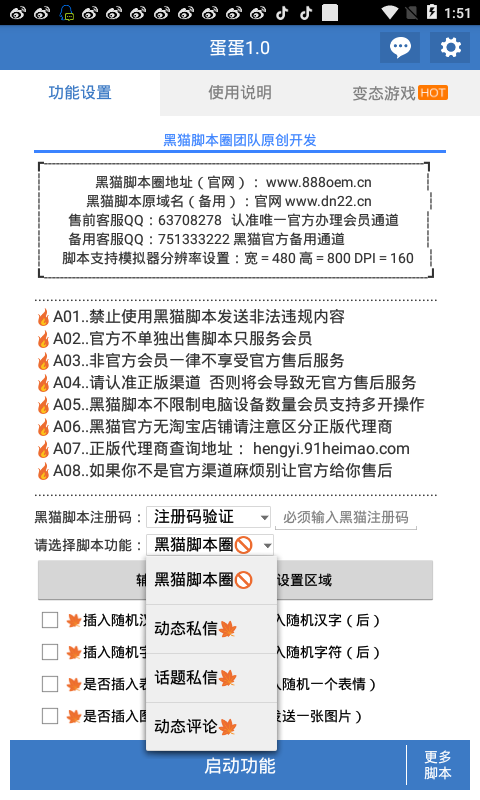 1:51
蛋蛋1.0
功能设置
使用说明
变态游戏 HOT
黑猫脚本圈团队原创开发
黑猫脚本圈地址（官网）：www.888oem.cn
黑猫脚本原域名（备用）：官网 www.dn22.cn
售前客服QQ：63708278 认准唯一官方办理会员通道
备用客服QQ：751333222 黑猫官方备用通道
脚本支持模拟器分辨率设置：宽 = 480 高 = 800 DPI = 160
A01..禁止使用黑猫脚本发送非法违规内容
A02..官方不单独出售脚本只服务会员
A03..非官方会员一律不享受官方售后服务
A04..请认准正版渠道 否则将会导致无官方售后服务
A05..黑猫脚本不限制电脑设备数量会员支持多开操作
A06..黑猫官方无淘宝店铺请注意区分正版代理商
A07..正版代理商查询地址： hengyi.91heimao.com
A08..如果你不是官方渠道麻烦别让官方给你售后
黑猫脚本注册码： 注册码验证 必须输入黑猫注册码
请选择脚本功能： 黑猫脚本圈🚫
辅 设置区域
黑猫脚本圈🚫
插入随机 入随机汉字（后）
动态私信
插入随机字 入随机字符（后）
话题私信
是否插入表 随机一个表情）
动态评论
是否插入图 送一张图片）
启动功能
更多
脚本